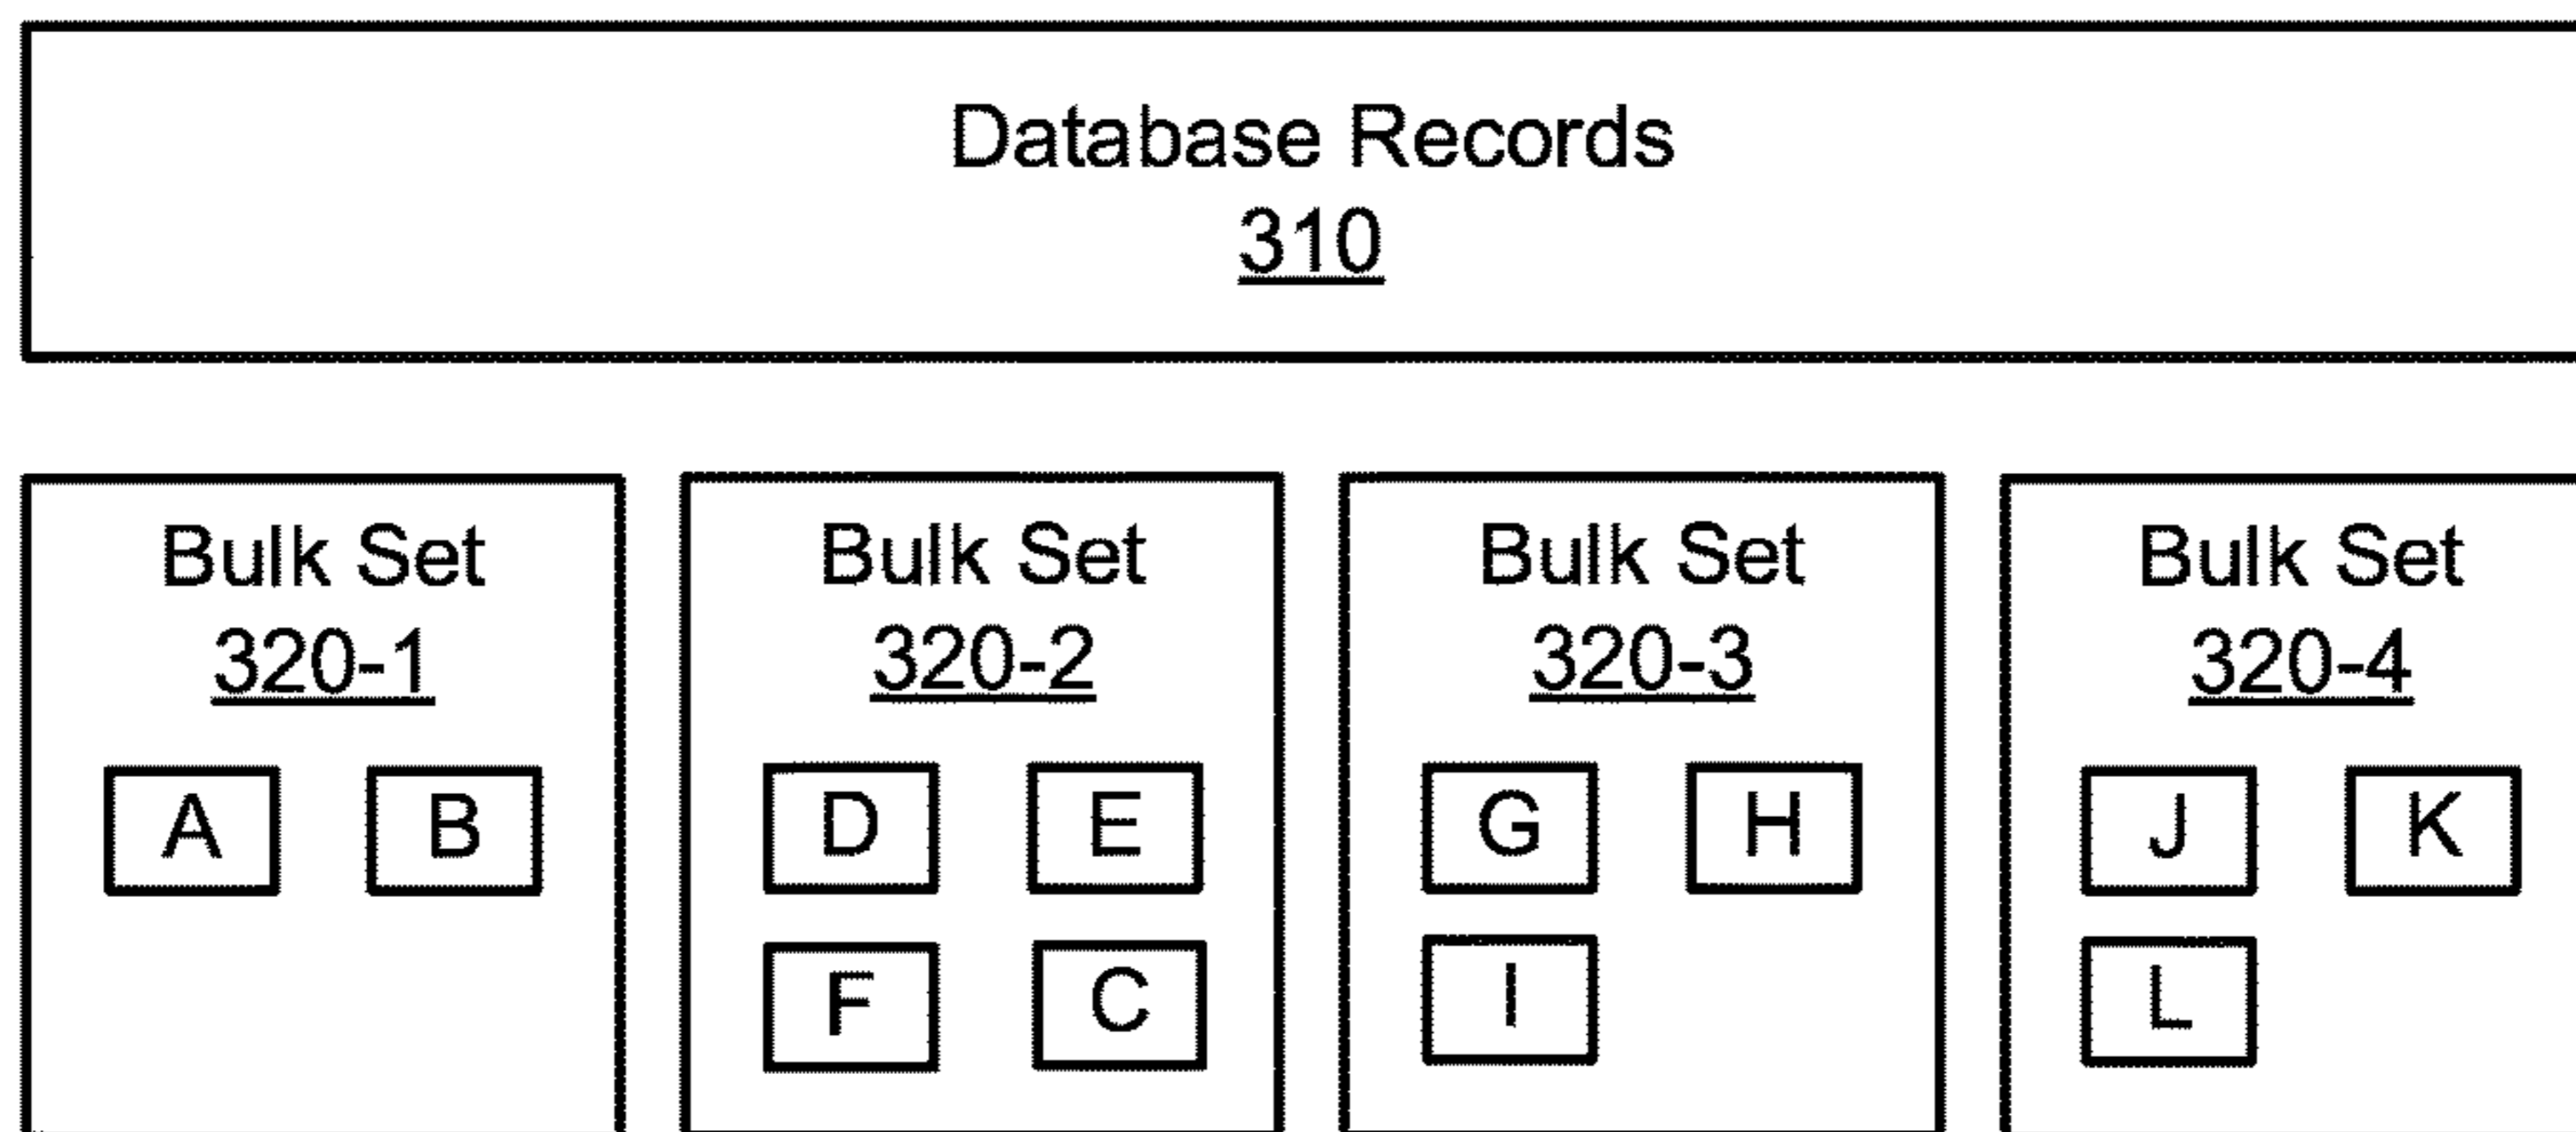 Database Records
310
Bulk Set
320-1
A B
Bulk Set
320-2
D E
F C
Bulk Set
320-3
G H
I
Bulk Set
320-4
J K
L